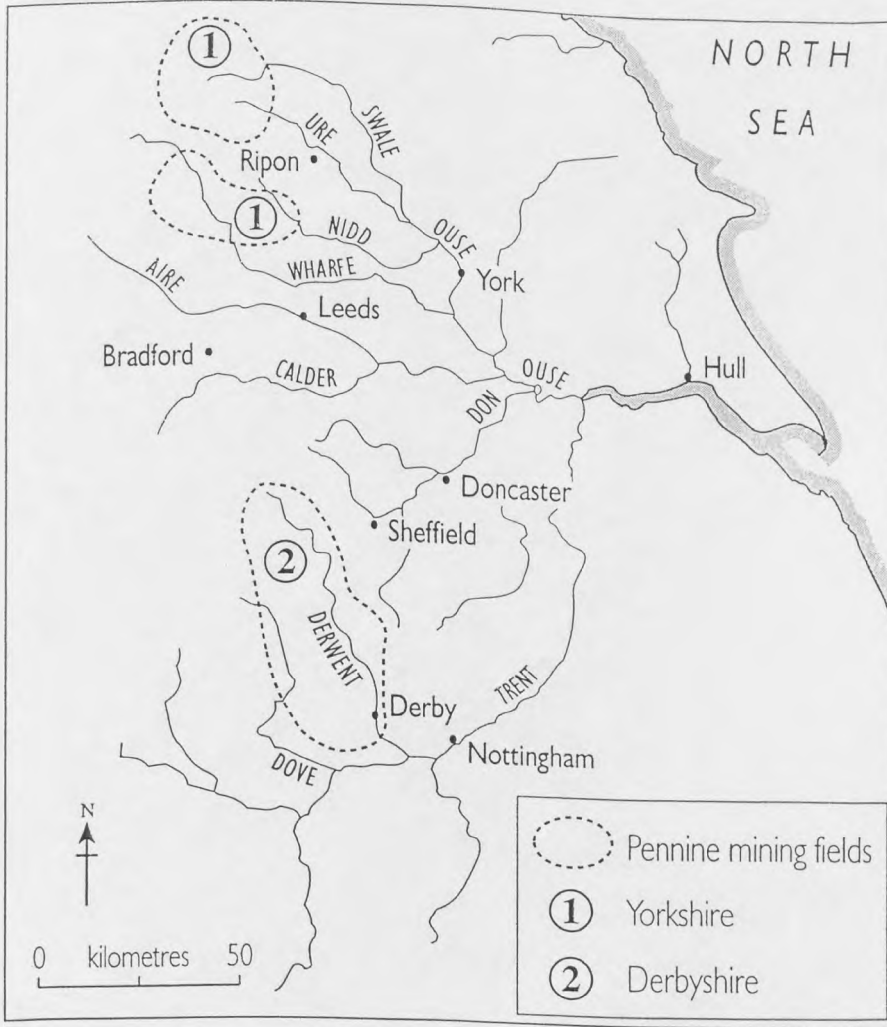 NORTH
SEA
1
SWALE
URE
Ripon
1
NIDD
OUSE
York
WHARFE
AIRE
Leeds
Bradford
CALDER
OUSE
Hull
DON
Doncaster
Sheffield
2
DERWENT
Derby
TRENT
Nottingham
DOVE
N
0 kilometres 50
Pennine mining fields
1 Yorkshire
2 Derbyshire